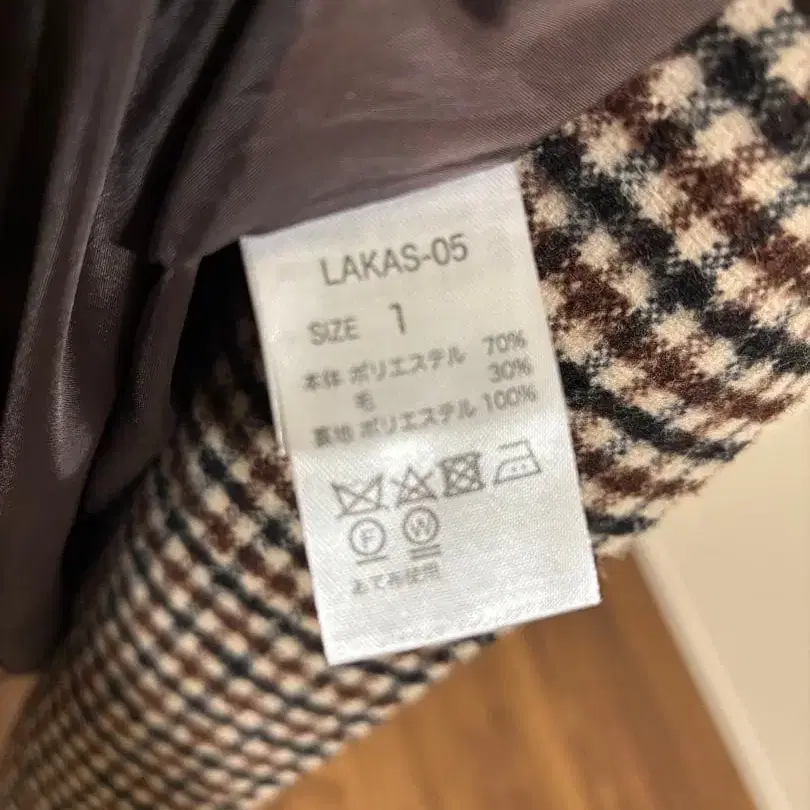 LAKAS-05
SIZE 1
本体 ポリエステル 70%
毛 30%
裏地 ポリエステル 100%
F W
あて布使用